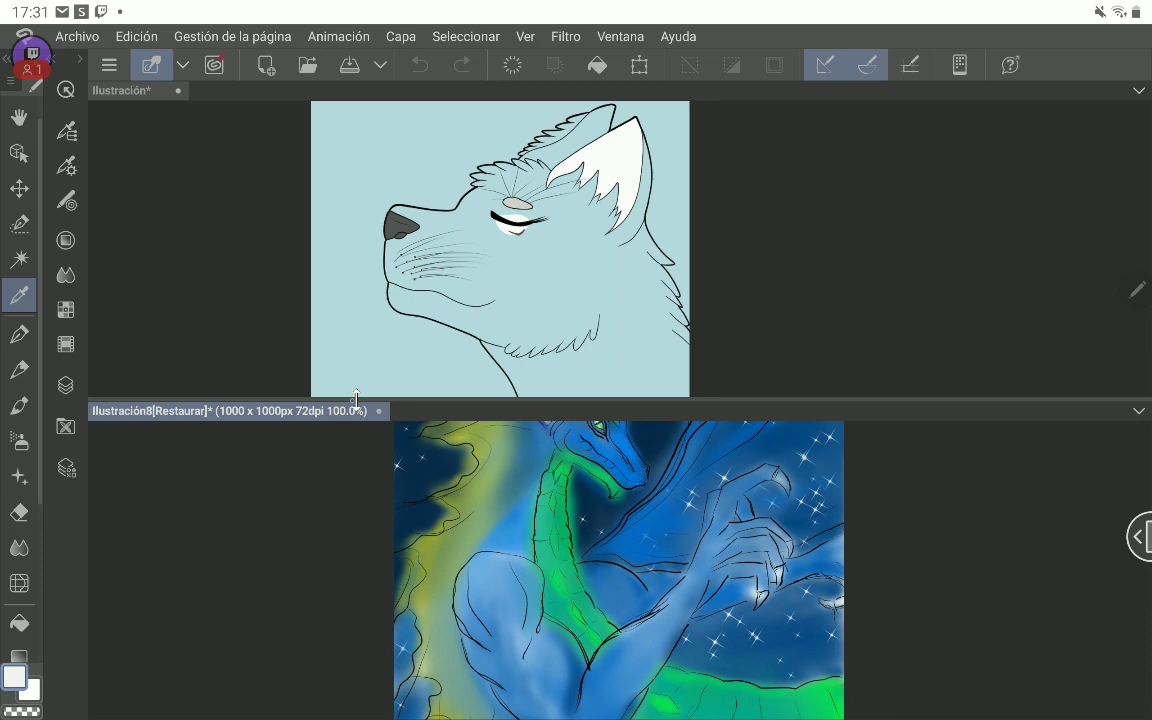 17:31 S
Archivo Edición Gestión de la página Animación Capa Seleccionar Ver Filtro Ventana Ayuda
1
Ilustración*
Ilustración8[Restaurar]* (1000 x 1000px 72dpi 100.0%)